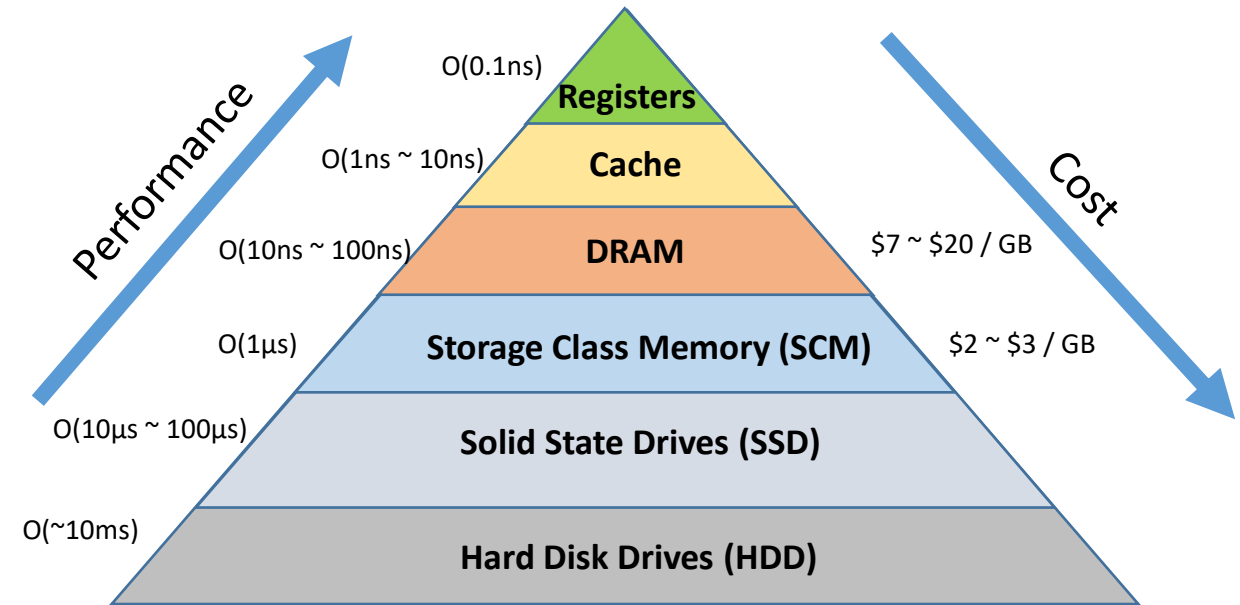 Performance
Cost
O(0.1ns)
Registers
O(1ns ~ 10ns)
Cache
O(10ns ~ 100ns)
DRAM
$7 ~ $20 / GB
O(1µs)
Storage Class Memory (SCM)
$2 ~ $3 / GB
O(10µs ~ 100µs)
Solid State Drives (SSD)
O(~10ms)
Hard Disk Drives (HDD)